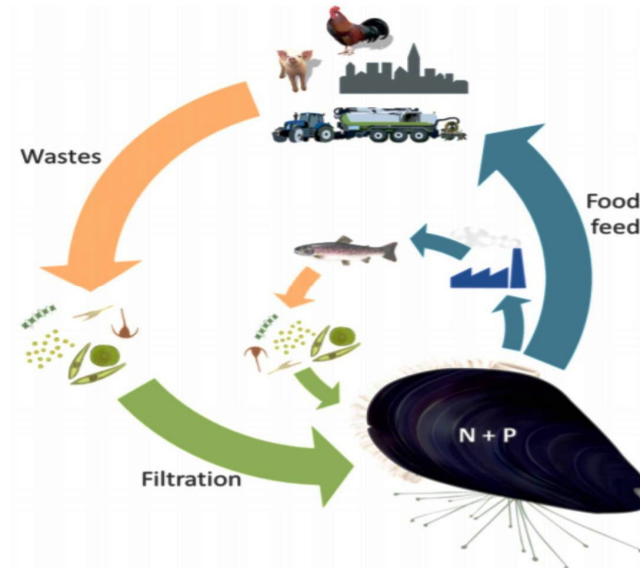 Wastes
Food
feed
N + P
Filtration